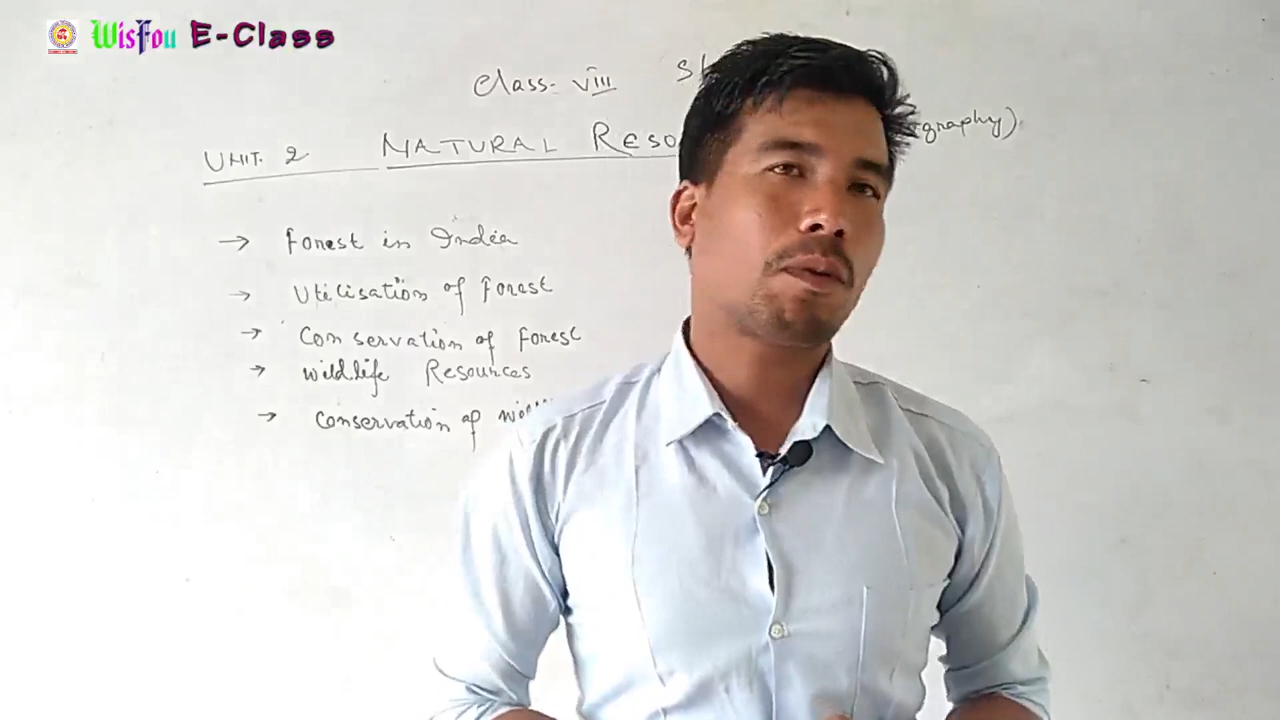 WisFou E-Class
Class- VIII
UNIT. 2 NATURAL RESO
graphy)
→ Forest in India
→ Utilisation of Forest
→ Conservation of Forest
→ Wildlife Resources
→ Conservation of